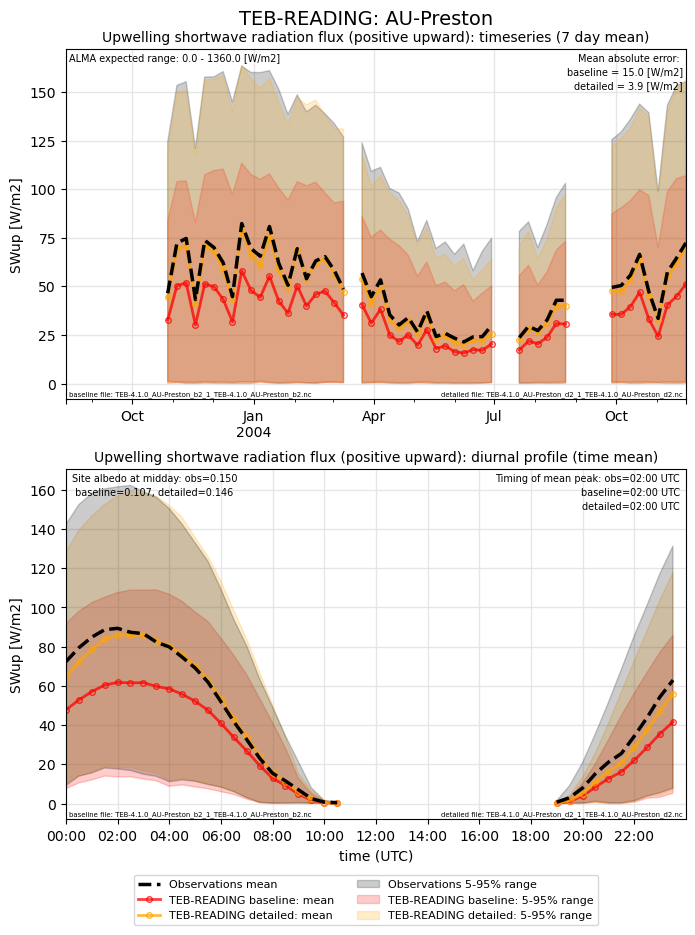 TEB-READING: AU-Preston
Upwelling shortwave radiation flux (positive upward): timeseries (7 day mean)
ALMA expected range: 0.0 - 1360.0 [W/m2]
Mean absolute error:
baseline = 15.0 [W/m2]
detailed = 3.9 [W/m2]
SWup [W/m2]
150
125
100
75
50
25
0
baseline file: TEB-4.1.0_AU-Preston_b2_1_TEB-4.1.0_AU-Preston_b2.nc
detailed file: TEB-4.1.0_AU-Preston_d2_1_TEB-4.1.0_AU-Preston_d2.nc
Oct Jan Apr Jul Oct
2004
Upwelling shortwave radiation flux (positive upward): diurnal profile (time mean)
Site albedo at midday: obs=0.150
baseline=0.107, detailed=0.146
Timing of mean peak: obs=02:00 UTC
baseline=02:00 UTC
detailed=02:00 UTC
SWup [W/m2]
160
140
120
100
80
60
40
20
0
baseline file: TEB-4.1.0_AU-Preston_b2_1_TEB-4.1.0_AU-Preston_b2.nc
detailed file: TEB-4.1.0_AU-Preston_d2_1_TEB-4.1.0_AU-Preston_d2.nc
00:00 02:00 04:00 06:00 08:00 10:00 12:00 14:00 16:00 18:00 20:00 22:00
time (UTC)
Observations mean
TEB-READING baseline: mean
TEB-READING detailed: mean
Observations 5-95% range
TEB-READING baseline: 5-95% range
TEB-READING detailed: 5-95% range